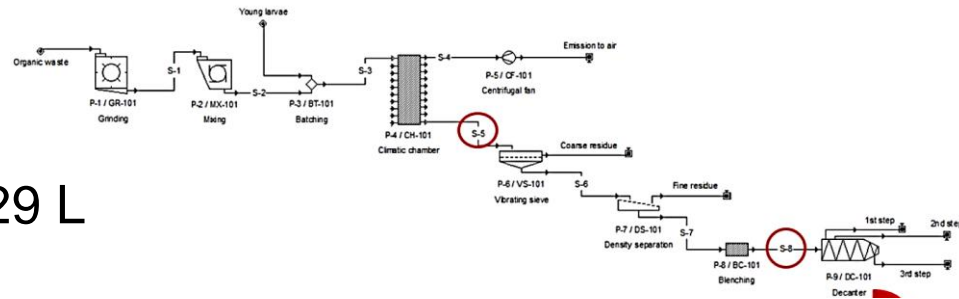 Young larvae
Organic waste
S-1
S-2
S-3
S-4
Emission to air
P-1 / GR-101
Grinding
P-2 / MX-101
Mixing
P-3 / BT-101
Batching
P-4 / CH-101
Climatic chamber
P-5 / CF-101
Centrifugal fan
S-5
Coarse residue
P-6 / VS-101
Vibrating sieve
S-6
29 L
Fine residue
P-7 / DS-101
Density separation
S-7
1st step
2nd step
P-8 / BC-101
Blenching
S-8
P-9 / DC-101
Decanter
3rd step